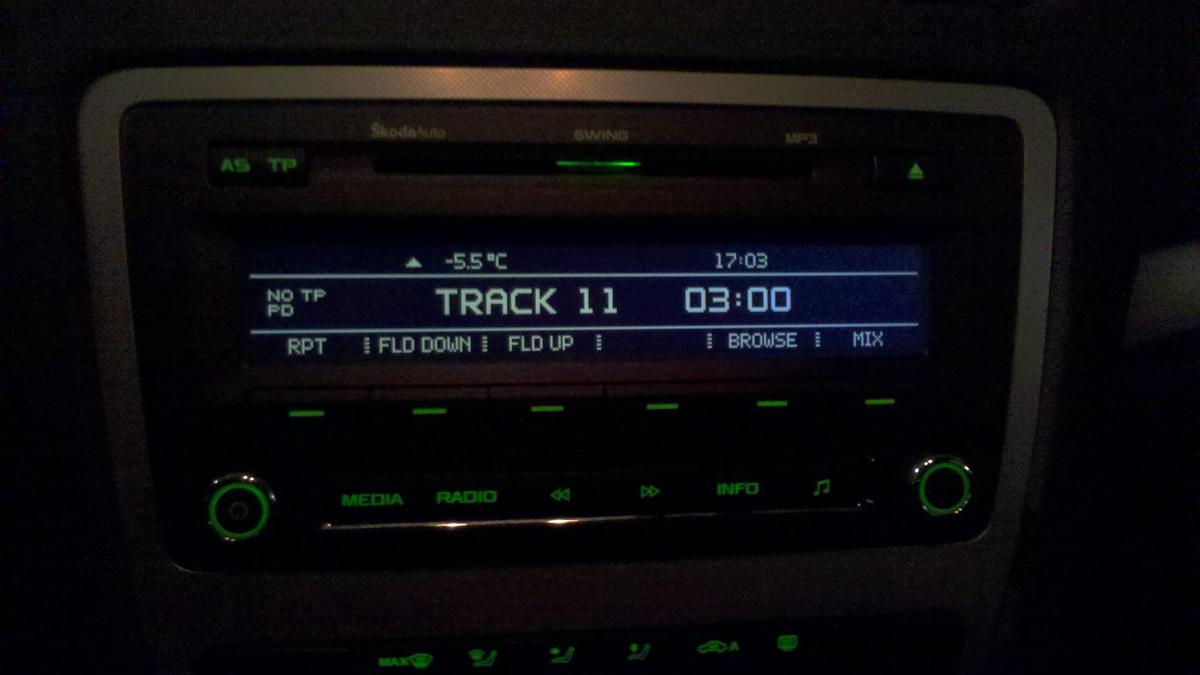 ŠkodaAuto SWING MP3
AS TP
-5.5°C 17:03
NO TP
PD
TRACK 11 03:00
RPT FLD DOWN FLD UP BROWSE MIX
MEDIA RADIO INFO
MAX A